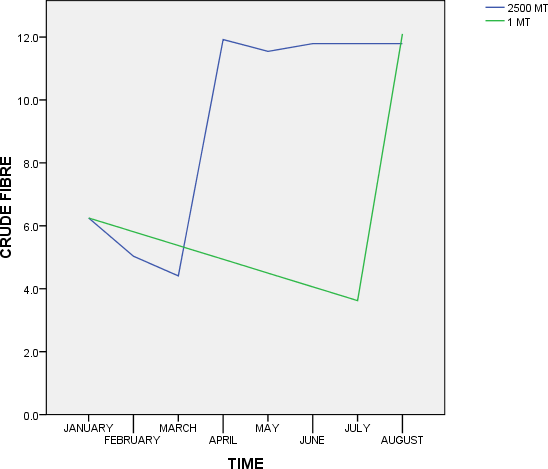 2500 MT
1 MT
CRUDE FIBRE
12.0
10.0
8.0
6.0
4.0
2.0
0.0
JANUARY
FEBRUARY
MARCH
APRIL
MAY
JUNE
JULY
AUGUST
TIME